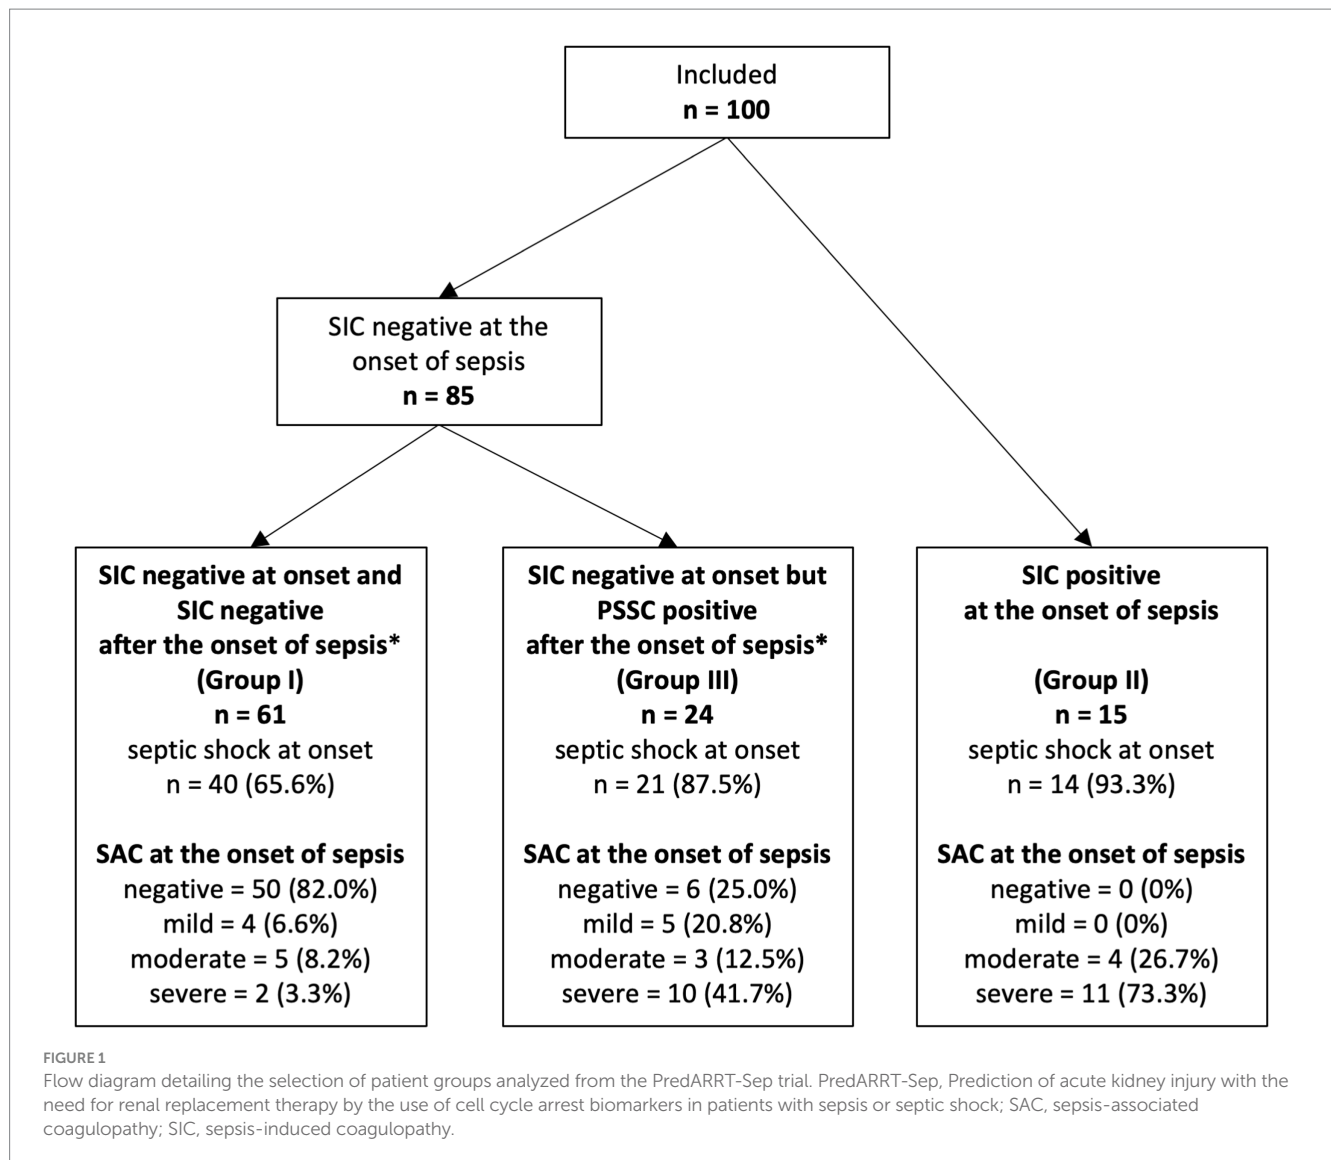 Included
n = 100
SIC negative at the
onset of sepsis
n = 85
SIC negative at onset and
SIC negative
after the onset of sepsis*
(Group I)
n = 61
septic shock at onset
n = 40 (65.6%)
SAC at the onset of sepsis
negative = 50 (82.0%)
mild = 4 (6.6%)
moderate = 5 (8.2%)
severe = 2 (3.3%)
SIC negative at onset but
PSSC positive
after the onset of sepsis*
(Group III)
n = 24
septic shock at onset
n = 21 (87.5%)
SAC at the onset of sepsis
negative = 6 (25.0%)
mild = 5 (20.8%)
moderate = 3 (12.5%)
severe = 10 (41.7%)
SIC positive
at the onset of sepsis
(Group II)
n = 15
septic shock at onset
n = 14 (93.3%)
SAC at the onset of sepsis
negative = 0 (0%)
mild = 0 (0%)
moderate = 4 (26.7%)
severe = 11 (73.3%)
FIGURE 1
Flow diagram detailing the selection of patient groups analyzed from the PredARRT-Sep trial. PredARRT-Sep, Prediction of acute kidney injury with the
need for renal replacement therapy by the use of cell cycle arrest biomarkers in patients with sepsis or septic shock; SAC, sepsis-associated
coagulopathy; SIC, sepsis-induced coagulopathy.